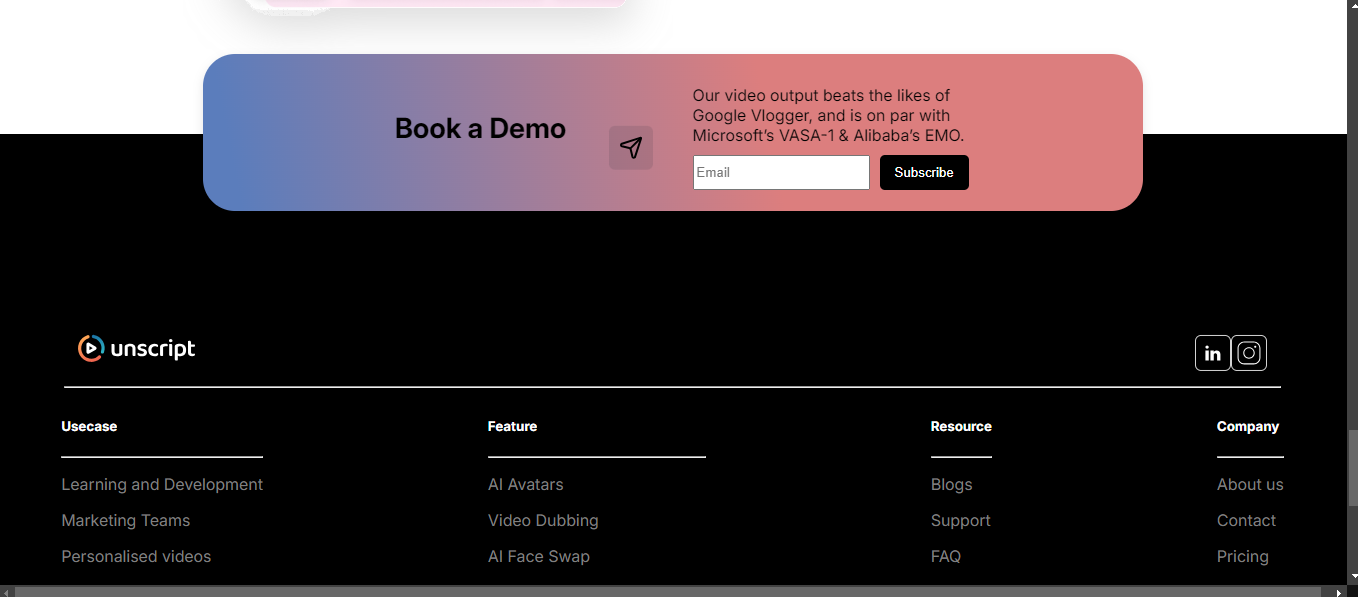 Book a Demo
Our video output beats the likes of
Google Vlogger, and is on par with
Microsoft’s VASA-1 & Alibaba’s EMO.
Email
Subscribe
unscript
in
Usecase
Learning and Development
Marketing Teams
Personalised videos
Feature
AI Avatars
Video Dubbing
AI Face Swap
Resource
Blogs
Support
FAQ
Company
About us
Contact
Pricing